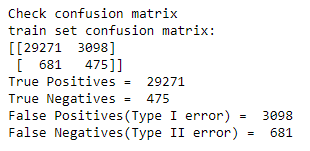 Check confusion matrix
train set confusion matrix:
[[29271  3098]
 [  681   475]]
True Positives =  29271
True Negatives =  475
False Positives(Type I error) =  3098
False Negatives(Type II error) =  681